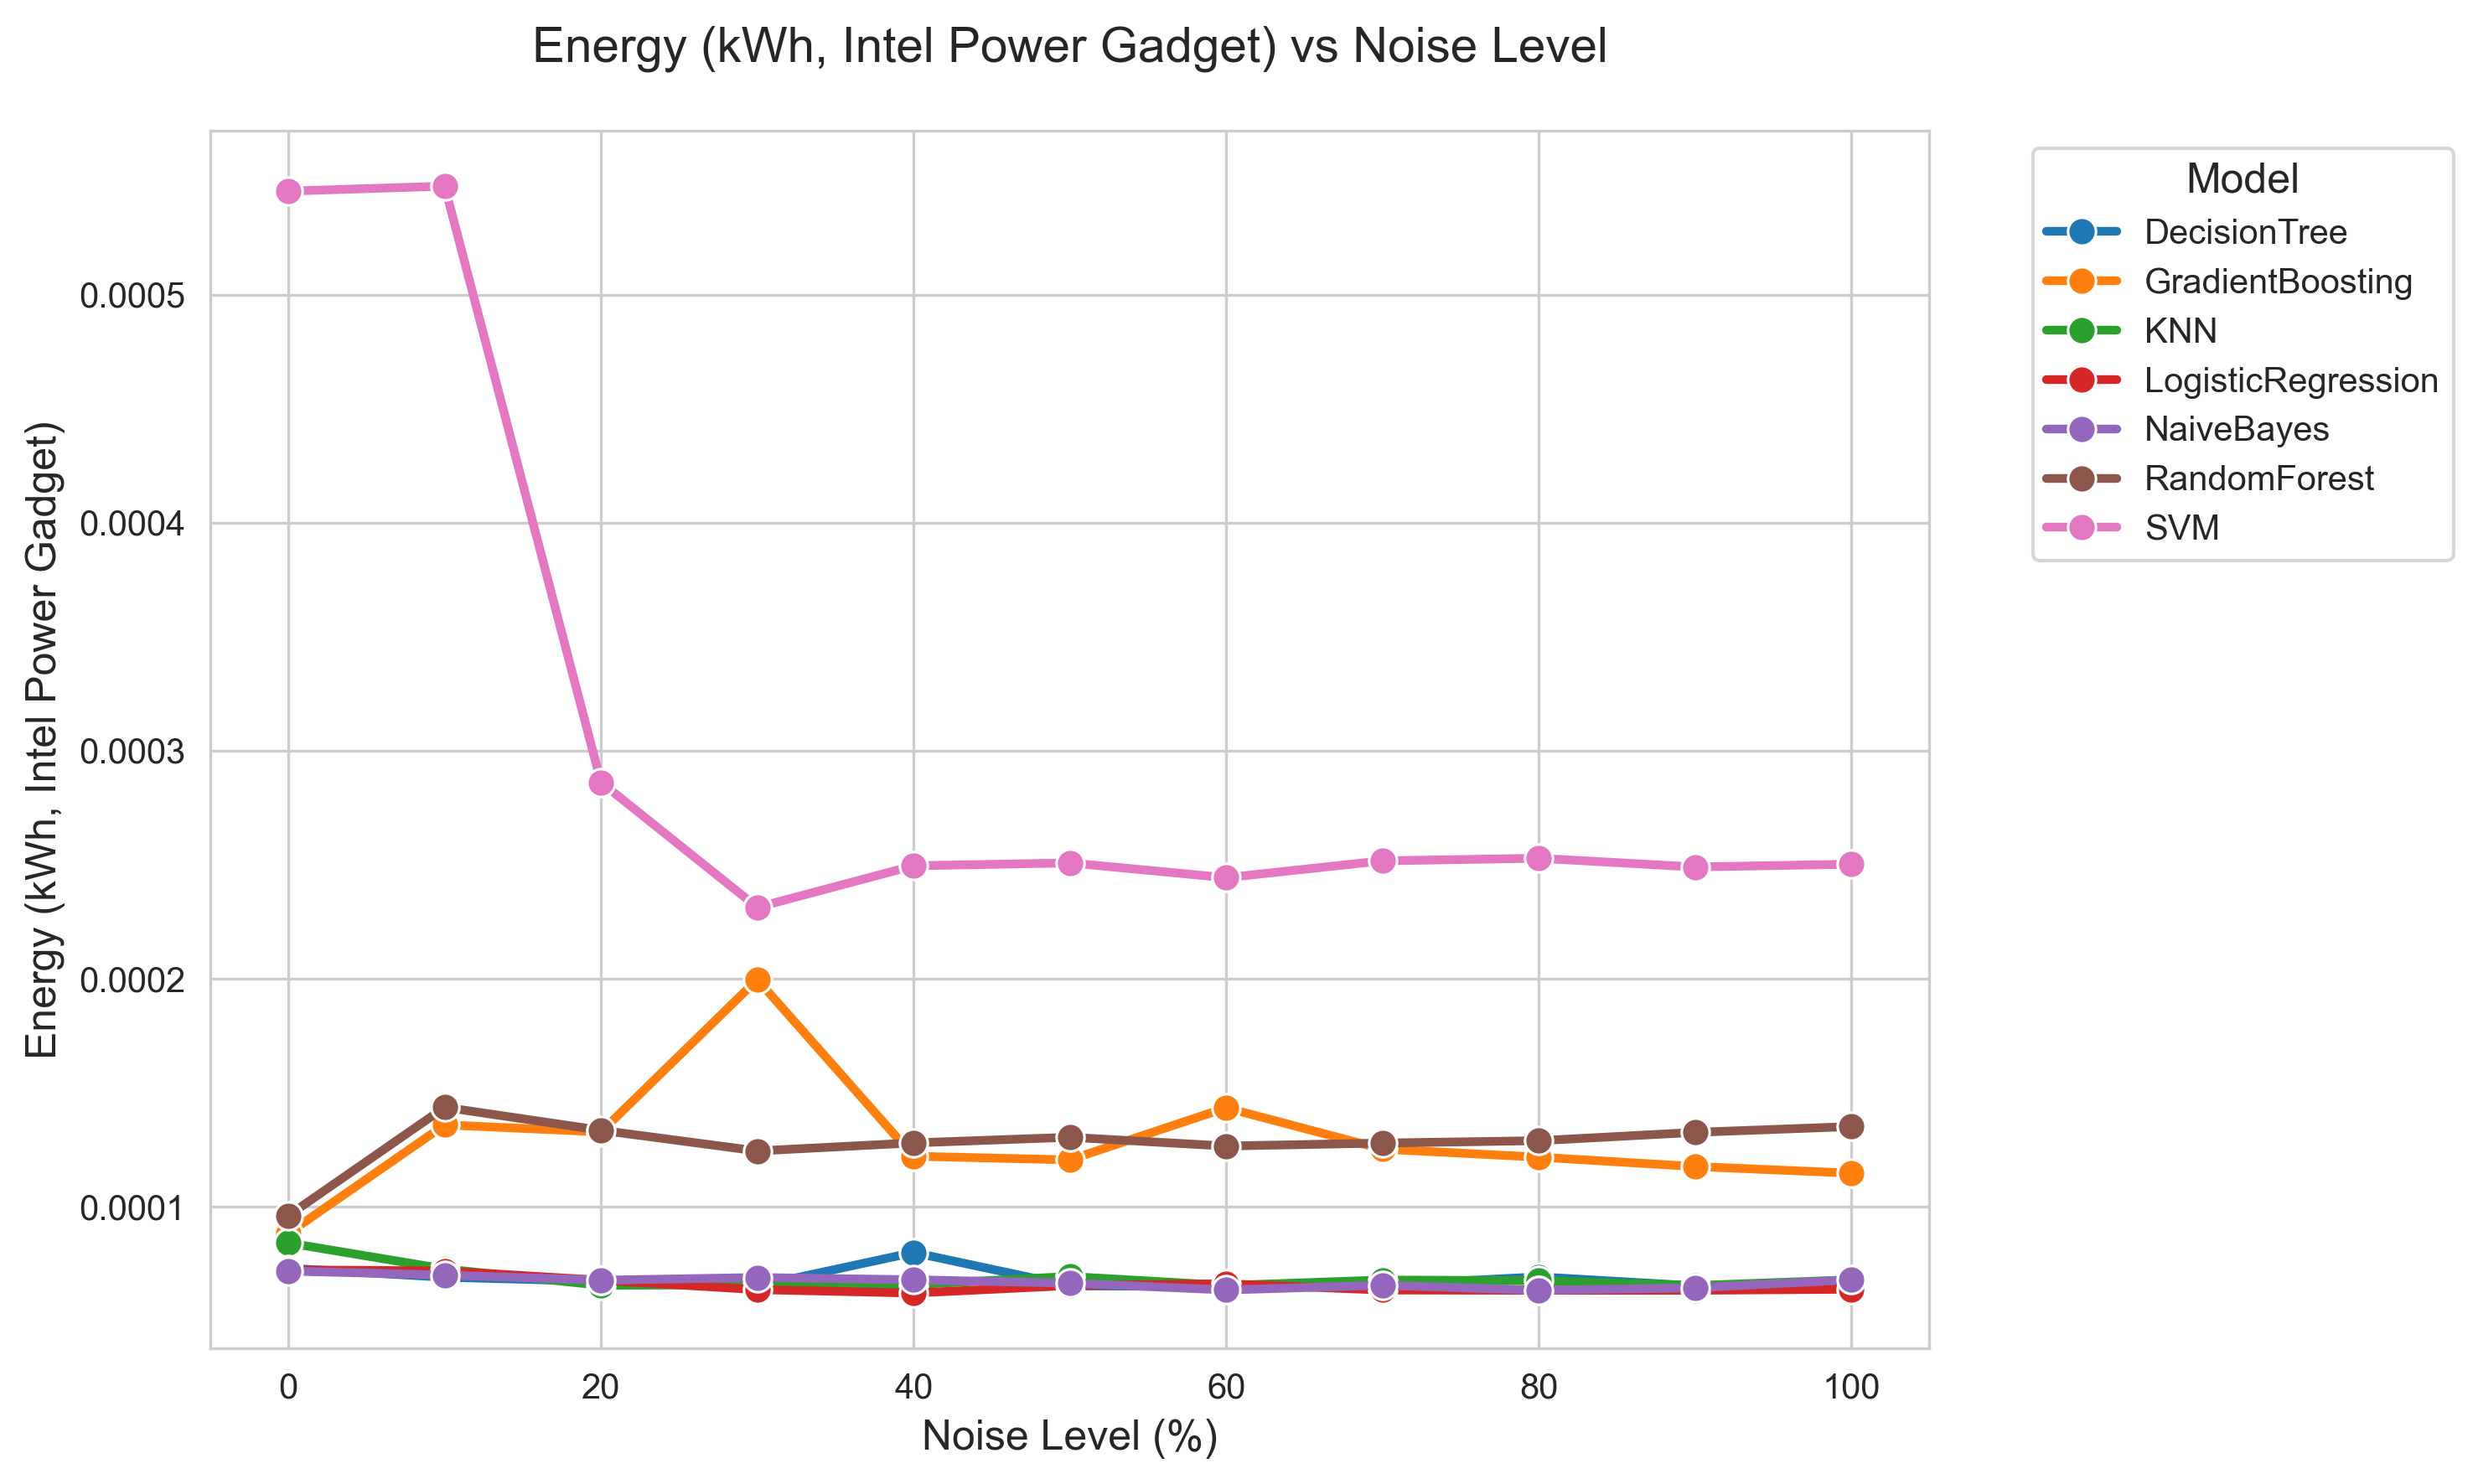 Energy (kWh, Intel Power Gadget) vs Noise Level
Energy (kWh, Intel Power Gadget)
0.0005
0.0004
0.0003
0.0002
0.0001
0
20
40
60
80
100
Noise Level (%)
Model
DecisionTree
GradientBoosting
KNN
LogisticRegression
NaiveBayes
RandomForest
SVM